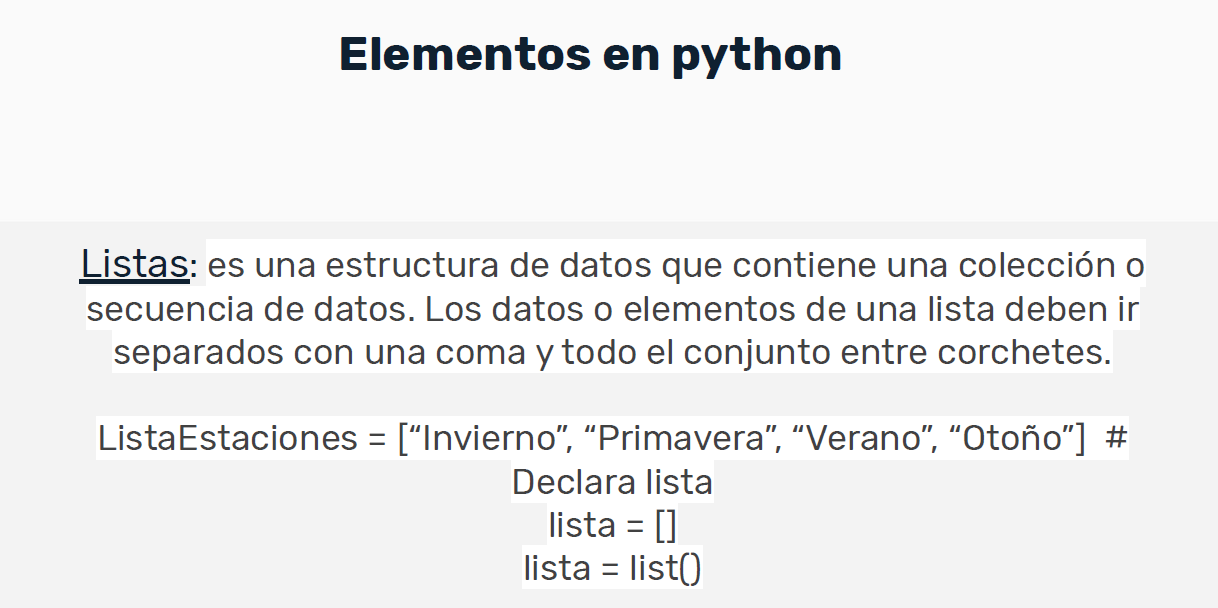 Elementos en python
Listas: es una estructura de datos que contiene una colección o
secuencia de datos. Los datos o elementos de una lista deben ir
separados con una coma y todo el conjunto entre corchetes.
ListaEstaciones = [“Invierno”, “Primavera”, “Verano”, “Otoño”]  #
Declara lista
lista = []
lista = list()